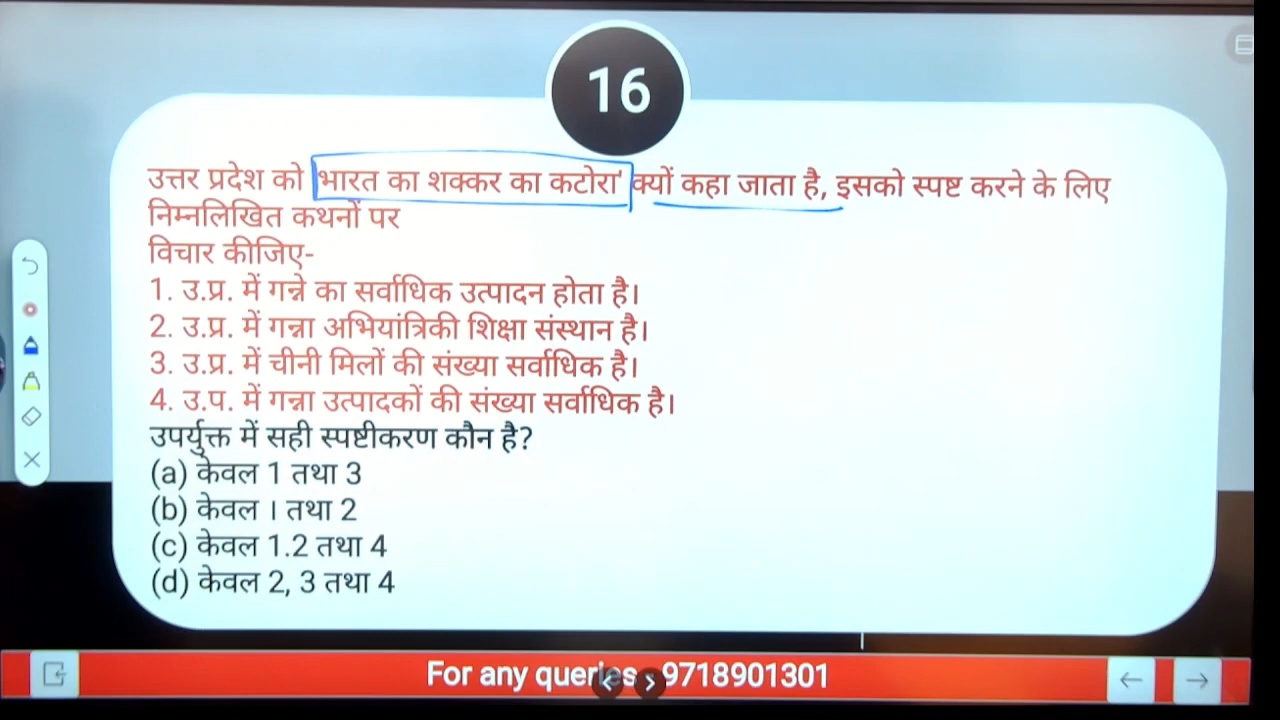 16
उत्तर प्रदेश को भारत का शक्कर का कटोरा' क्यों कहा जाता है, इसको स्पष्ट करने के लिए
निम्नलिखित कथनों पर
विचार कीजिए-
1. उ.प्र. में गन्ने का सर्वाधिक उत्पादन होता है।
2. उ.प्र. में गन्ना अभियांत्रिकी शिक्षा संस्थान है।
3. उ.प्र. में चीनी मिलों की संख्या सर्वाधिक है।
4. उ.प. में गन्ना उत्पादकों की संख्या सर्वाधिक है।
उपर्युक्त में सही स्पष्टीकरण कौन है?
(a) केवल 1 तथा 3
(b) केवल । तथा 2
(c) केवल 1.2 तथा 4
(d) केवल 2, 3 तथा 4
For any queries - 9718901301